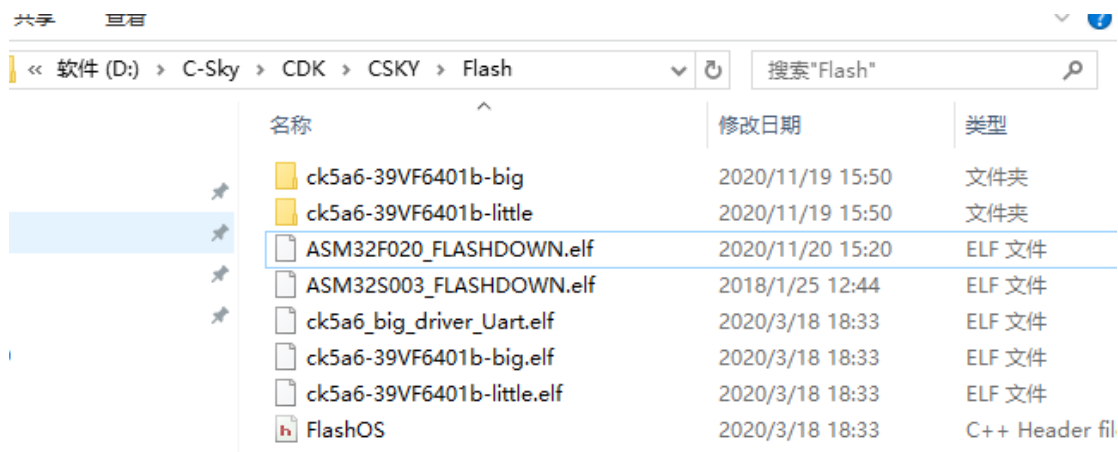 共享 查看
« 软件 (D:) › C-Sky › CDK › CSKY › Flash 搜索"Flash"
名称 修改日期 类型
ck5a6-39VF6401b-big 2020/11/19 15:50 文件夹
ck5a6-39VF6401b-little 2020/11/19 15:50 文件夹
ASM32F020_FLASHDOWN.elf 2020/11/20 15:20 ELF 文件
ASM32S003_FLASHDOWN.elf 2018/1/25 12:44 ELF 文件
ck5a6_big_driver_Uart.elf 2020/3/18 18:33 ELF 文件
ck5a6-39VF6401b-big.elf 2020/3/18 18:33 ELF 文件
ck5a6-39VF6401b-little.elf 2020/3/18 18:33 ELF 文件
FlashOS 2020/3/18 18:33 C++ Header fil